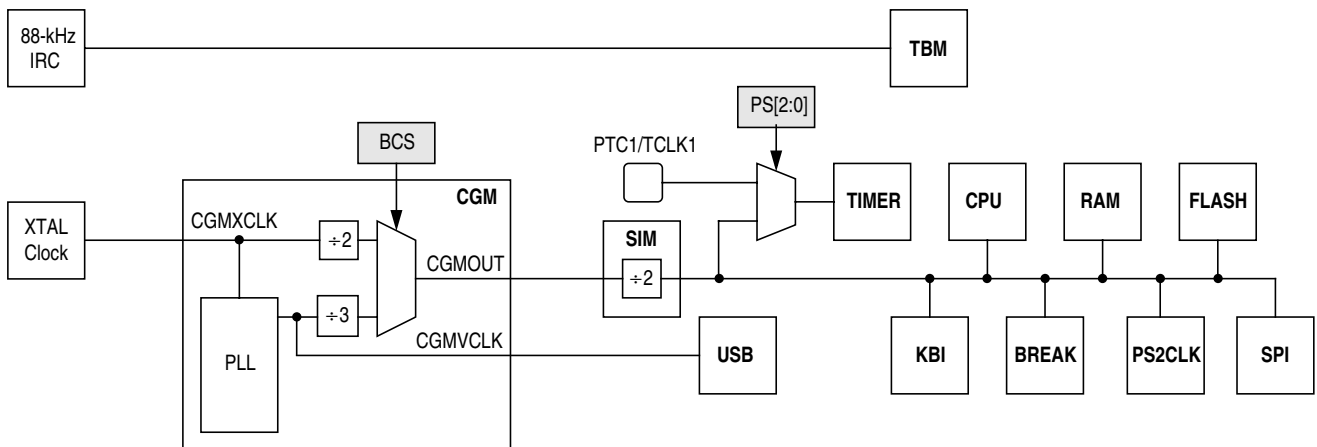 88-kHz
IRC
TBM
PS[2:0]
BCS
PTC1/TCLK1
CGM
XTAL
Clock
CGMXCLK
÷2
CGMOUT
SIM
÷2
TIMER
CPU
RAM
FLASH
÷3
CGMVCLK
PLL
USB
KBI
BREAK
PS2CLK
SPI